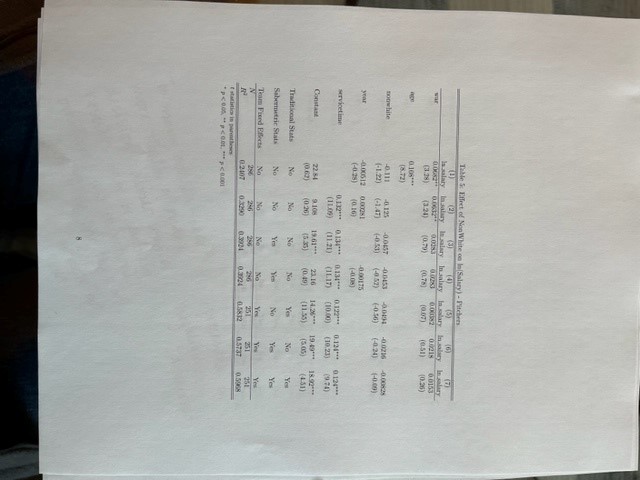 Table 5: Effect of NonWhite on ln(Salary) - Pitchers
(1) (2) (3) (4) (5) (6) (7)
ln_salary ln_salary ln_salary ln_salary ln_salary ln_salary ln_salary
war 0.0682** 0.0632** 0.0283 0.0283 0.00382 0.0218 0.0153
(3.28) (3.24) (0.79) (0.78) (0.07) (0.51) (0.26)
age 0.168***
(8.72)
nonwhite -0.111 -0.125 -0.0457 -0.0453 -0.0494 -0.0216 -0.00828
(-1.22) (-1.47) (-0.53) (-0.52) (-0.56) (-0.24) (-0.09)
year -0.00512 0.00281 -0.00175
(-0.28) (0.16) (-0.08)
servicetime 0.132*** 0.134*** 0.134*** 0.122*** 0.124*** 0.124***
(11.09) (11.21) (11.17) (10.00) (10.23) (9.74)
Constant 22.84 9.108 19.61*** 23.16 14.26*** 19.49*** 18.92***
(0.62) (0.26) (5.35) (0.49) (11.55) (5.05) (4.51)
Traditional Stats No No No No Yes No Yes
Sabermetric Stats No No Yes Yes No Yes Yes
Team Fixed Effects No No No No Yes Yes Yes
N 286 286 286 286 251 251 251
R² 0.2407 0.3290 0.3924 0.3924 0.5832 0.5737 0.5968
t statistics in parentheses
* p < 0.05, ** p < 0.01, *** p < 0.001
8